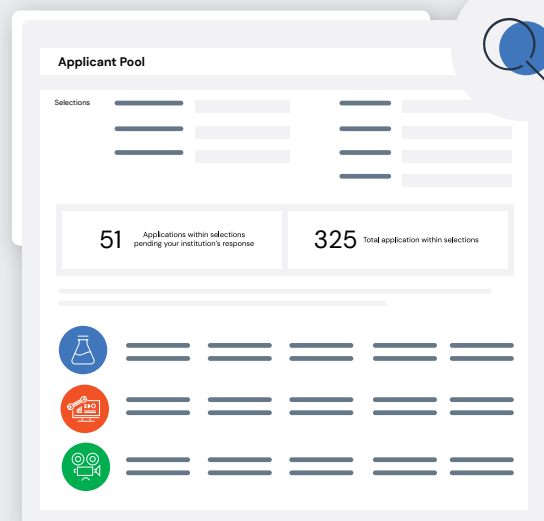 Applicant Pool
Selections
51
Applications within selections
pending your institution's response
325
Total application within selections